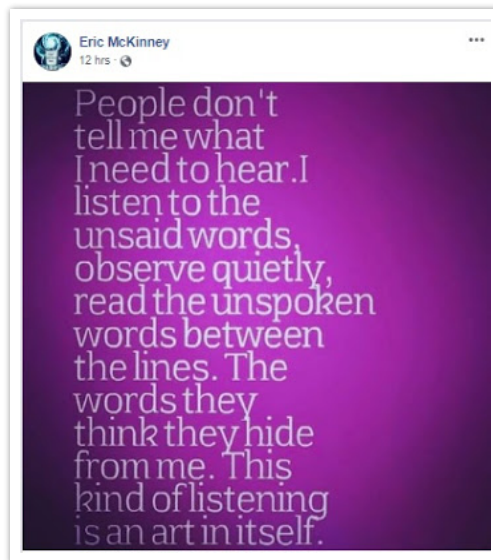 Eric McKinney
12 hrs ·
People don't
tell me what
I need to hear.I
listen to the
unsaid words,
observe quietly,
read the unspoken
words between
the lines. The
words they
think they hide
from me. This
kind of listening
is an art in itself.